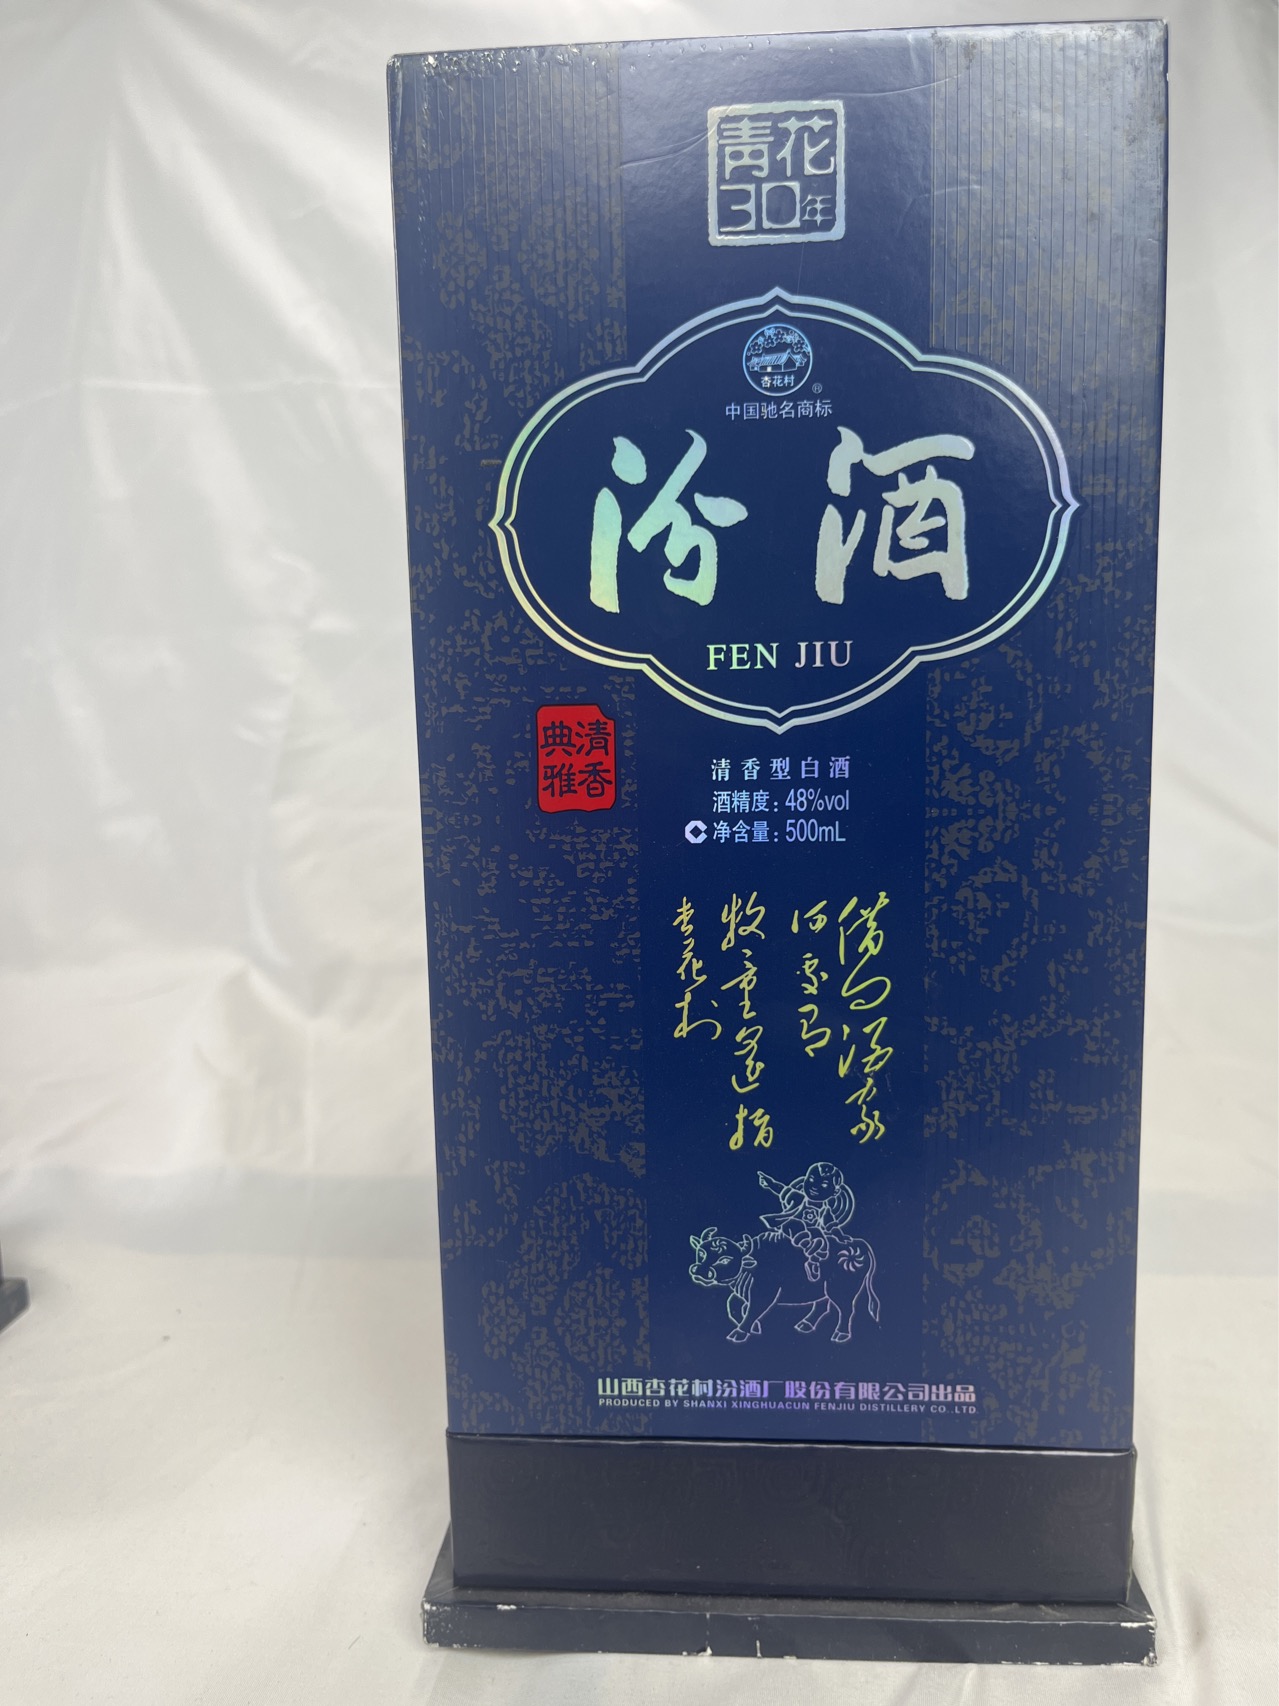 青花
30年
杏花村
®
中国驰名商标
汾酒
FEN JIU
清香
典雅
清香型白酒
酒精度：48%vol
净含量：500mL
借问酒家
何处有
牧童遥指
杏花村
山西杏花村汾酒厂股份有限公司出品
PRODUCED BY SHANXI XINGHUACUN FENJIU DISTILLERY CO.,LTD